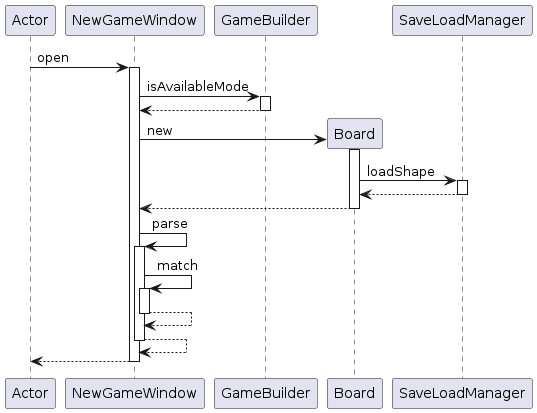 Actor NewGameWindow GameBuilder SaveLoadManager
open
isAvailableMode
new
Board
loadShape
parse
match
Actor NewGameWindow GameBuilder Board SaveLoadManager